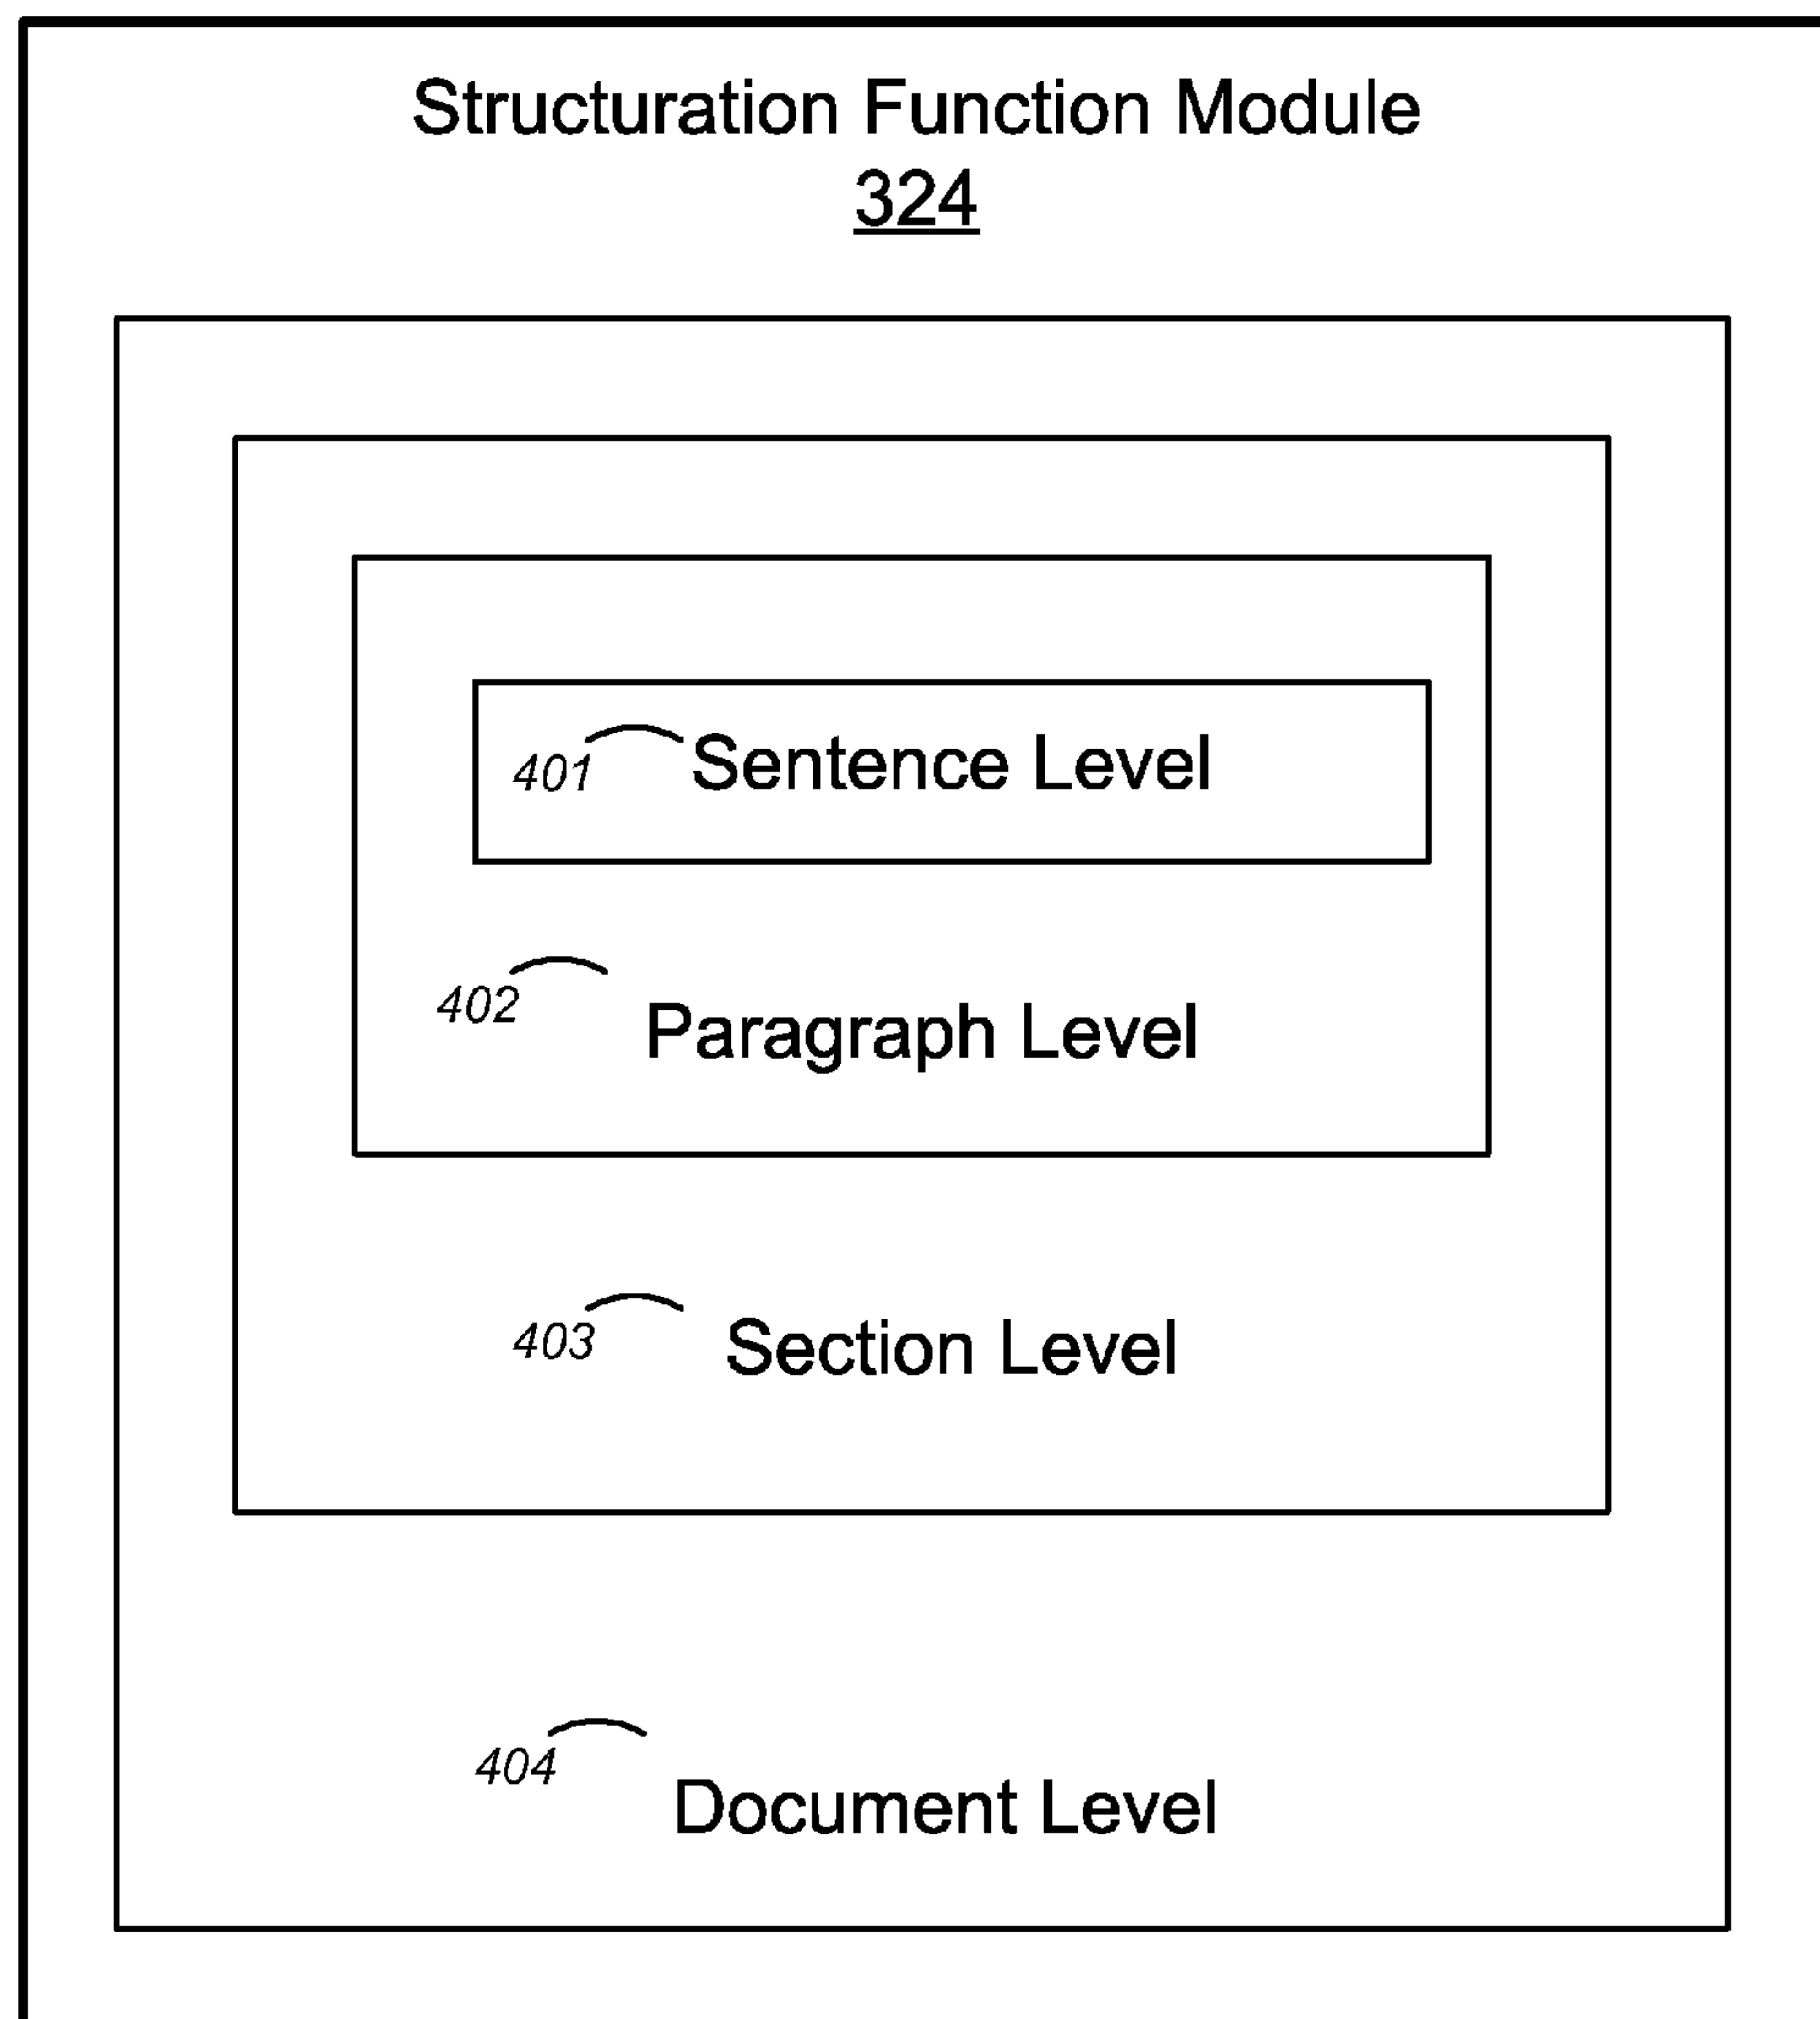 Structuration Function Module
324
401 Sentence Level
402
Paragraph Level
403 Section Level
404
Document Level